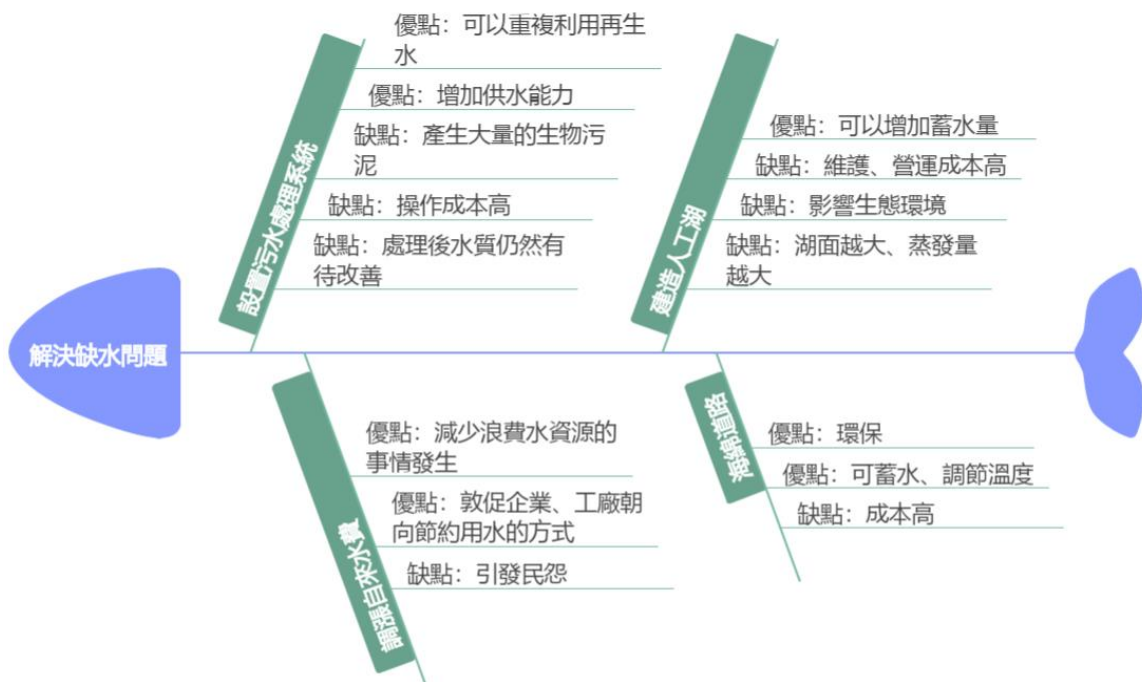 解決缺水問題
設置污水處理系統
優點：可以重複利用再生
水
優點：增加供水能力
缺點：產生大量的生物污
泥
缺點：操作成本高
缺點：處理後水質仍然有
待改善
建造人工湖
優點：可以增加蓄水量
缺點：維護、營運成本高
缺點：影響生態環境
缺點：湖面越大、蒸發量
越大
調漲自來水費
優點：減少浪費水資源的
事情發生
優點：敦促企業、工廠朝
向節約用水的方式
缺點：引發民怨
海綿道路
優點：環保
優點：可蓄水、調節溫度
缺點：成本高